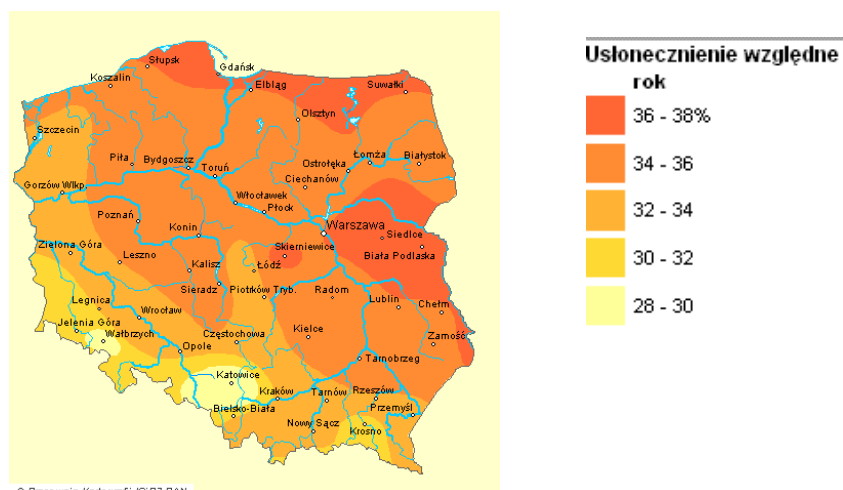 Słupsk
Gdańsk
Koszalin
Elbląg
Suwałki
Olsztyn
Szczecin
Piła
Bydgoszcz
Toruń
Ostrołęka
Łomża
Białystok
Ciechanów
Gorzów Wlkp.
Włocławek
Płock
Poznań
Konin
Warszawa
Siedlce
Skierniewice
Biała Podlaska
Zielona Góra
Leszno
Kalisz
Łódź
Sieradz
Piotrków Tryb.
Radom
Lublin
Chełm
Legnica
Wrocław
Jelenia Góra
Wałbrzych
Częstochowa
Kielce
Zamość
Opole
Tarnobrzeg
Katowice
Kraków
Tarnów
Rzeszów
Bielsko-Biała
Przemyśl
Nowy Sącz
Krosno
Usłonecznienie względne
rok
36 - 38%
34 - 36
32 - 34
30 - 32
28 - 30